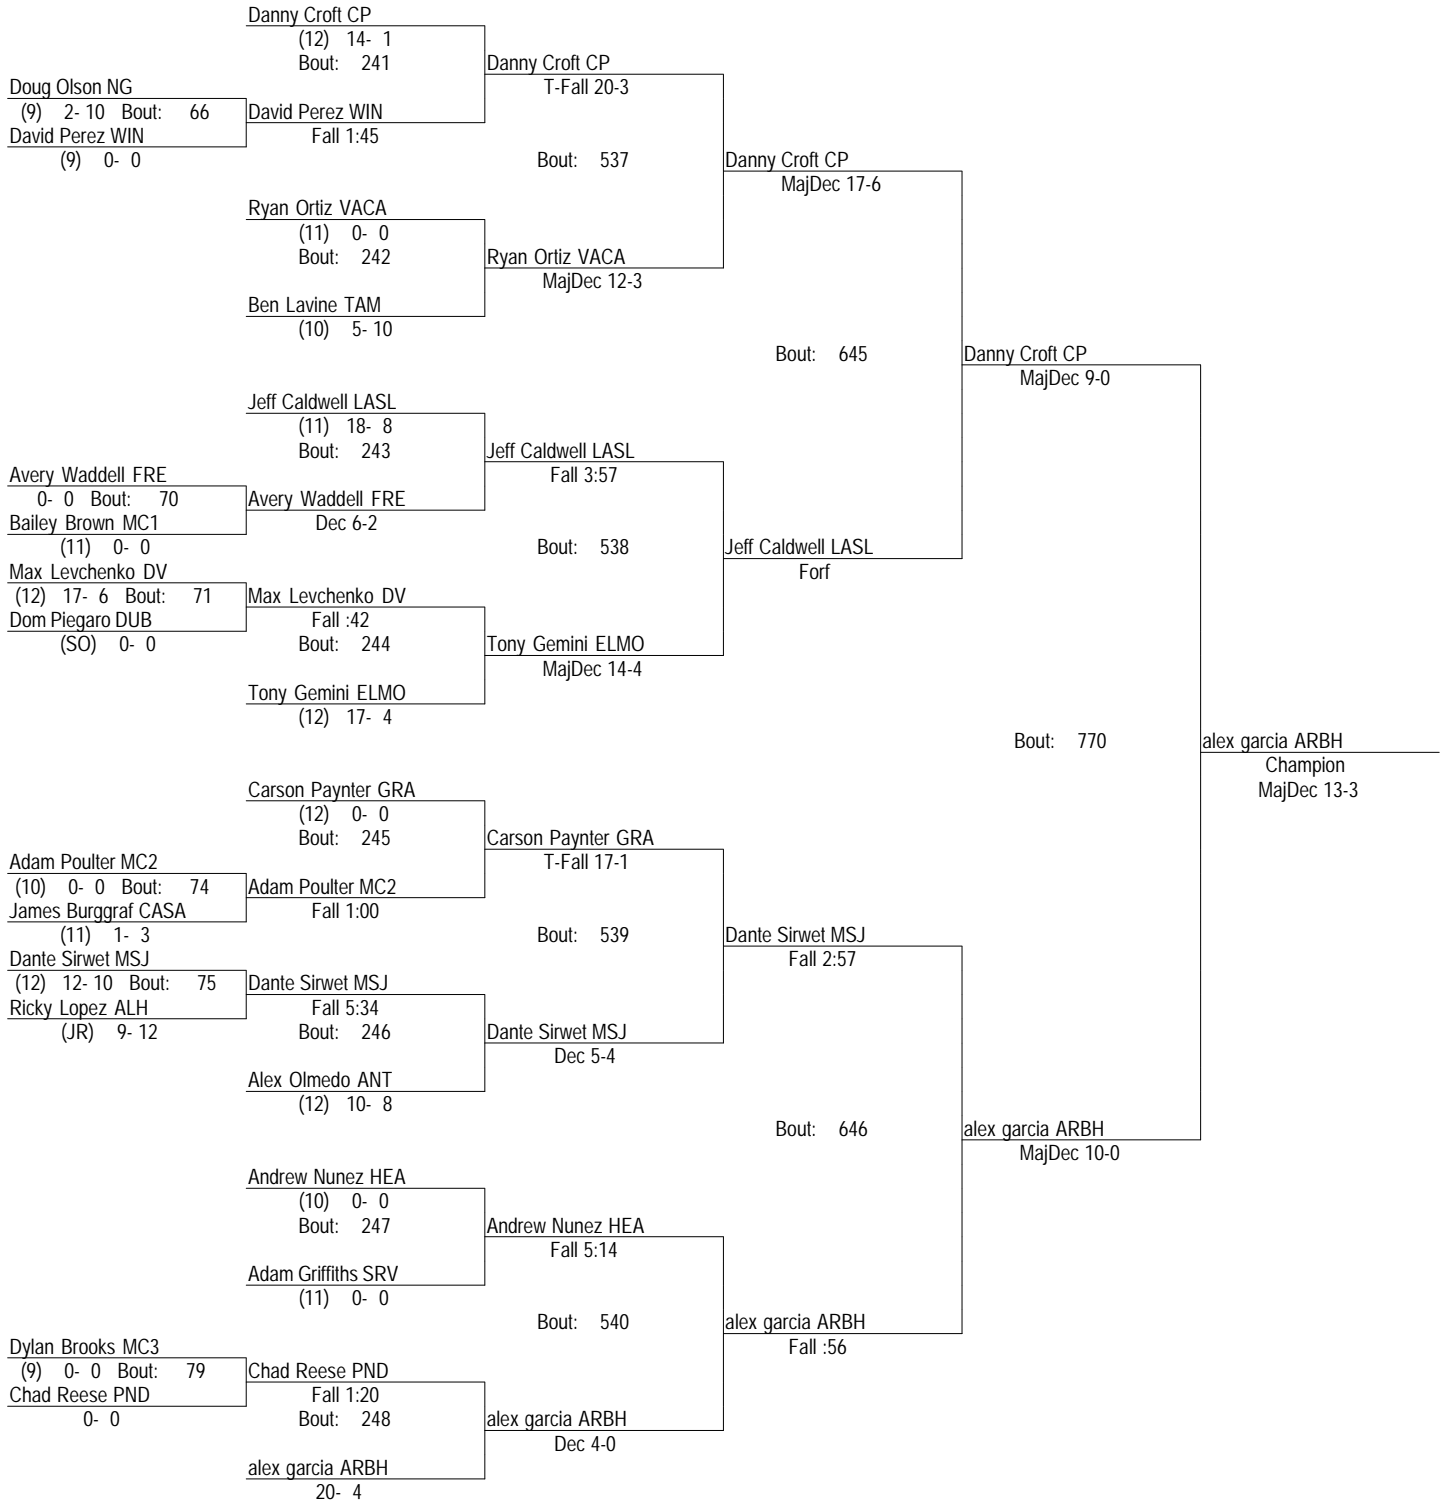 Danny Croft CP
(12) 14- 1
Bout: 241
Danny Croft CP
T-Fall 20-3
Doug Olson NG
(9) 2- 10 Bout: 66
David Perez WIN
(9) 0- 0
David Perez WIN
Fall 1:45
Bout: 537
Danny Croft CP
MajDec 17-6
Ryan Ortiz VACA
(11) 0- 0
Bout: 242
Ryan Ortiz VACA
MajDec 12-3
Ben Lavine TAM
(10) 5- 10
Bout: 645
Danny Croft CP
MajDec 9-0
Jeff Caldwell LASL
(11) 18- 8
Bout: 243
Jeff Caldwell LASL
Fall 3:57
Avery Waddell FRE
0- 0 Bout: 70
Bailey Brown MC1
(11) 0- 0
Avery Waddell FRE
Dec 6-2
Bout: 538
Jeff Caldwell LASL
Forf
Max Levchenko DV
(12) 17- 6 Bout: 71
Dom Piegaro DUB
(SO) 0- 0
Max Levchenko DV
Fall :42
Bout: 244
Tony Gemini ELMO
MajDec 14-4
Tony Gemini ELMO
(12) 17- 4
Bout: 770
alex garcia ARBH
Champion
MajDec 13-3
Carson Paynter GRA
(12) 0- 0
Bout: 245
Carson Paynter GRA
T-Fall 17-1
Adam Poulter MC2
(10) 0- 0 Bout: 74
James Burggraf CASA
(11) 1- 3
Adam Poulter MC2
Fall 1:00
Bout: 539
Dante Sirwet MSJ
Fall 2:57
Dante Sirwet MSJ
(12) 12- 10 Bout: 75
Ricky Lopez ALH
(JR) 9- 12
Dante Sirwet MSJ
Fall 5:34
Bout: 246
Dante Sirwet MSJ
Dec 5-4
Alex Olmedo ANT
(12) 10- 8
Bout: 646
alex garcia ARBH
MajDec 10-0
Andrew Nunez HEA
(10) 0- 0
Bout: 247
Andrew Nunez HEA
Fall 5:14
Adam Griffiths SRV
(11) 0- 0
Bout: 540
alex garcia ARBH
Fall :56
Dylan Brooks MC3
(9) 0- 0 Bout: 79
Chad Reese PND
0- 0
Chad Reese PND
Fall 1:20
Bout: 248
alex garcia ARBH
Dec 4-0
alex garcia ARBH
20- 4